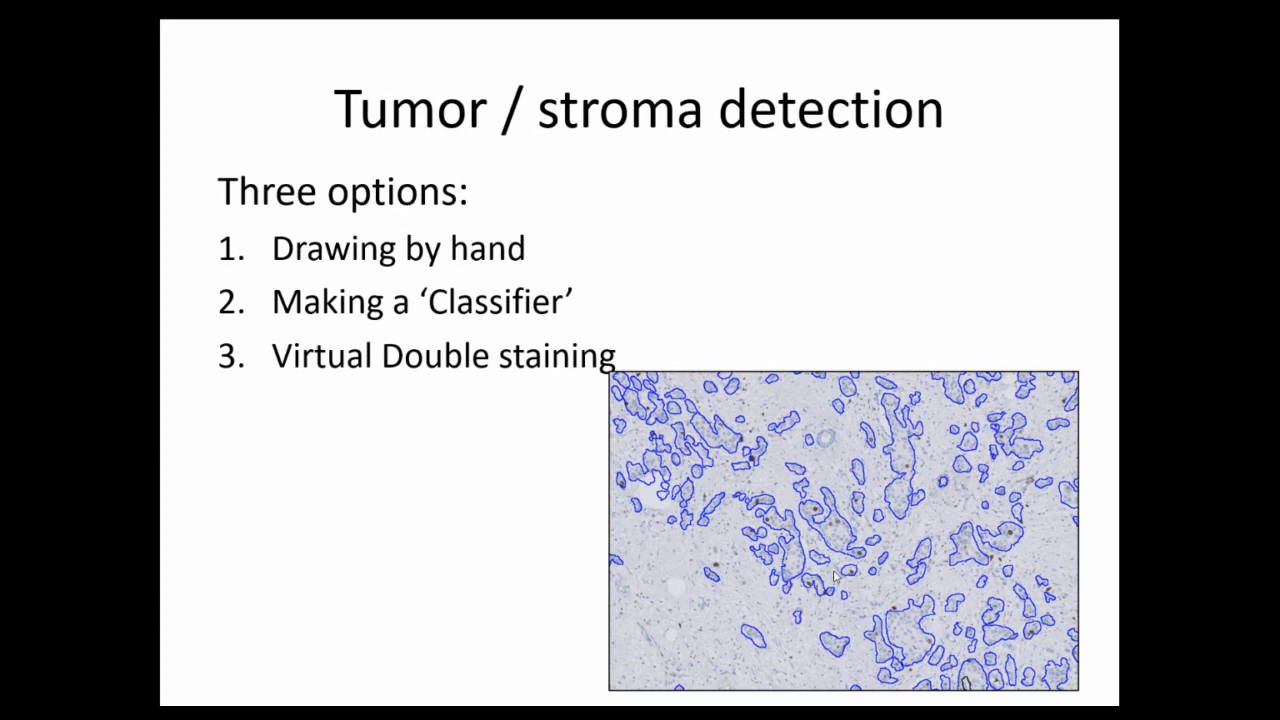 Tumor / stroma detection
Three options:
1. Drawing by hand
2. Making a ‘Classifier’
3. Virtual Double staining